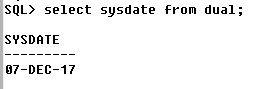 SQL> select sysdate from dual;
SYSDATE
---------
07-DEC-17